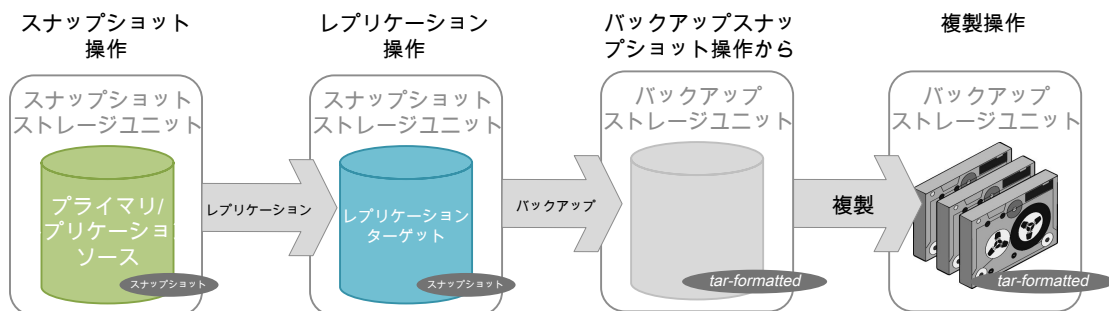 スナップショット
操作
レプリケーション
操作
バックアップスナッ
プショット操作から
複製操作
スナップショット
ストレージユニット
プライマリ/
プリケーショ
ソース
スナップショット
レプリケーション
スナップショット
ストレージユニット
レプリケーション
ターゲット
スナップショット
バックアップ
バックアップ
ストレージユニット
tar-formatted
複製
バックアップ
ストレージユニット
tar-formatted